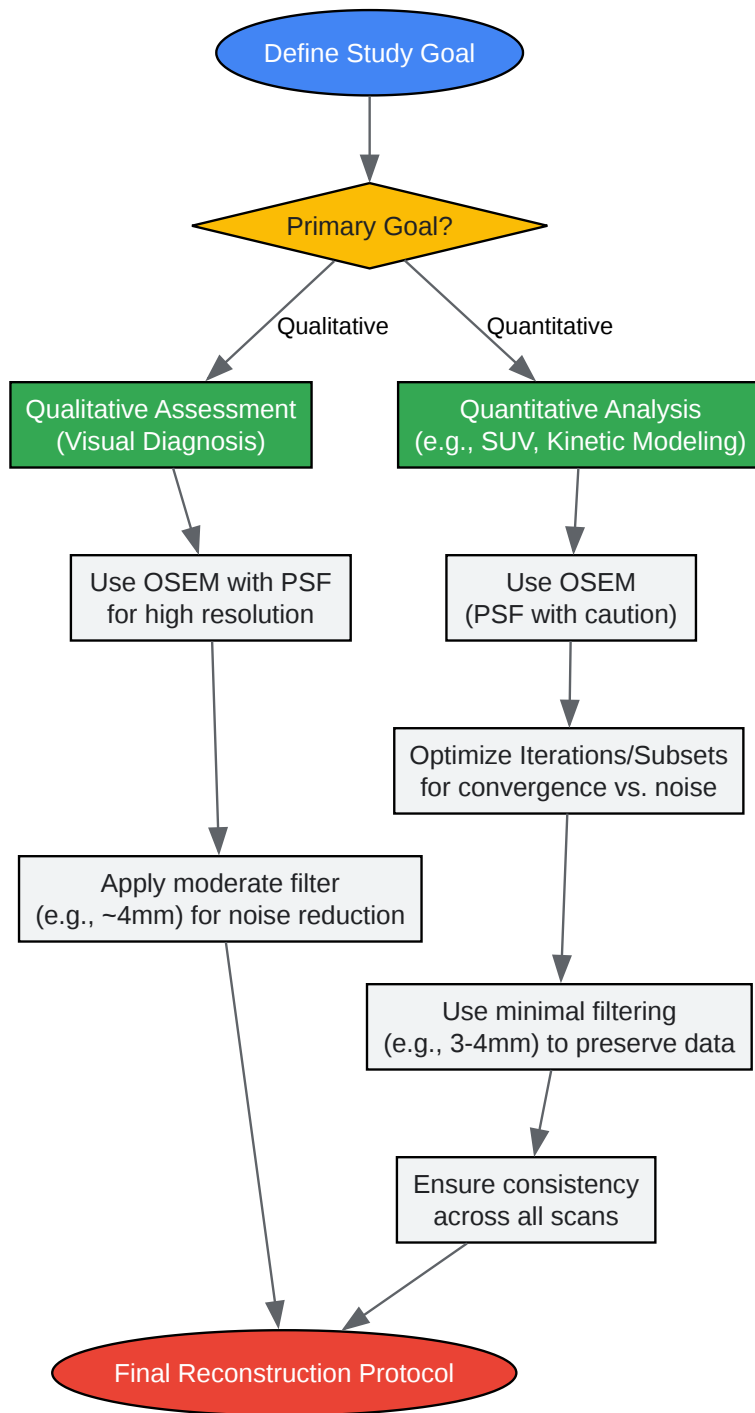 Define Study Goal
Primary Goal?
Qualitative
Quantitative
Qualitative Assessment
(Visual Diagnosis)
Quantitative Analysis
(e.g., SUV, Kinetic Modeling)
Use OSEM with PSF
for high resolution
Use OSEM
(PSF with caution)
Optimize Iterations/Subsets
for convergence vs. noise
Apply moderate filter
(e.g., ~4mm) for noise reduction
Use minimal filtering
(e.g., 3-4mm) to preserve data
Ensure consistency
across all scans
Final Reconstruction Protocol